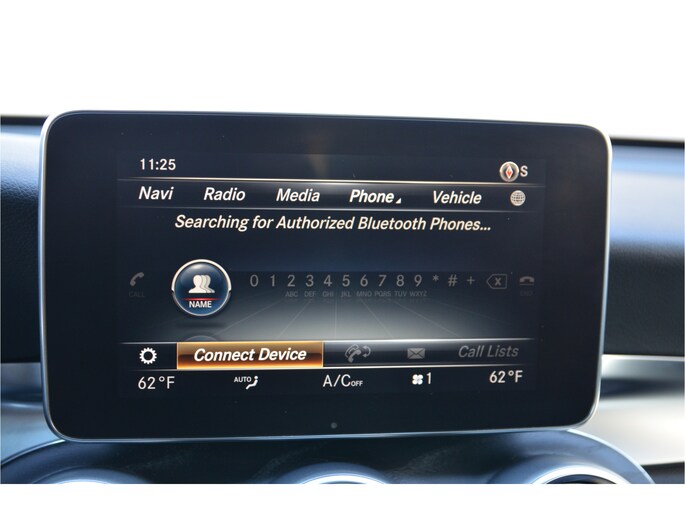 11:25 S
Navi Radio Media Phone Vehicle
Searching for Authorized Bluetooth Phones...
0 1 2 3 4 5 6 7 8 9 * # +
CALL NAME ABC DEF GHI JKL MNO PQRS TUV WXYZ
Connect Device Call Lists
62°F AUTO A/C OFF 1 62°F